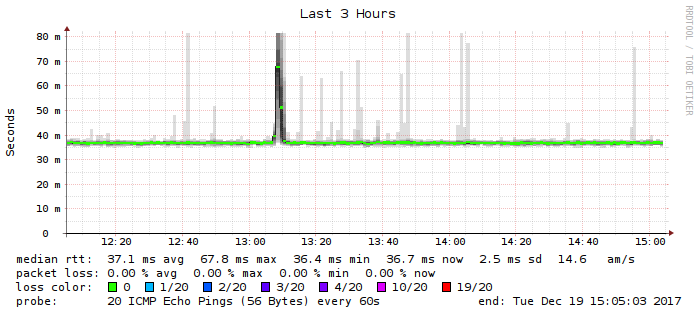 Last 3 Hours
RRDTOOL / TOBI OETIKER
Seconds
80 m
70 m
60 m
50 m
40 m
30 m
20 m
10 m
0
12:20 12:40 13:00 13:20 13:40 14:00 14:20 14:40 15:00
median rtt: 37.1 ms avg 67.8 ms max 36.4 ms min 36.7 ms now 2.5 ms sd 14.6 am/s
packet loss: 0.00 % avg 0.00 % max 0.00 % min 0.00 % now
loss color: 0 1/20 2/20 3/20 4/20 10/20 19/20
probe: 20 ICMP Echo Pings (56 Bytes) every 60s end: Tue Dec 19 15:05:03 2017